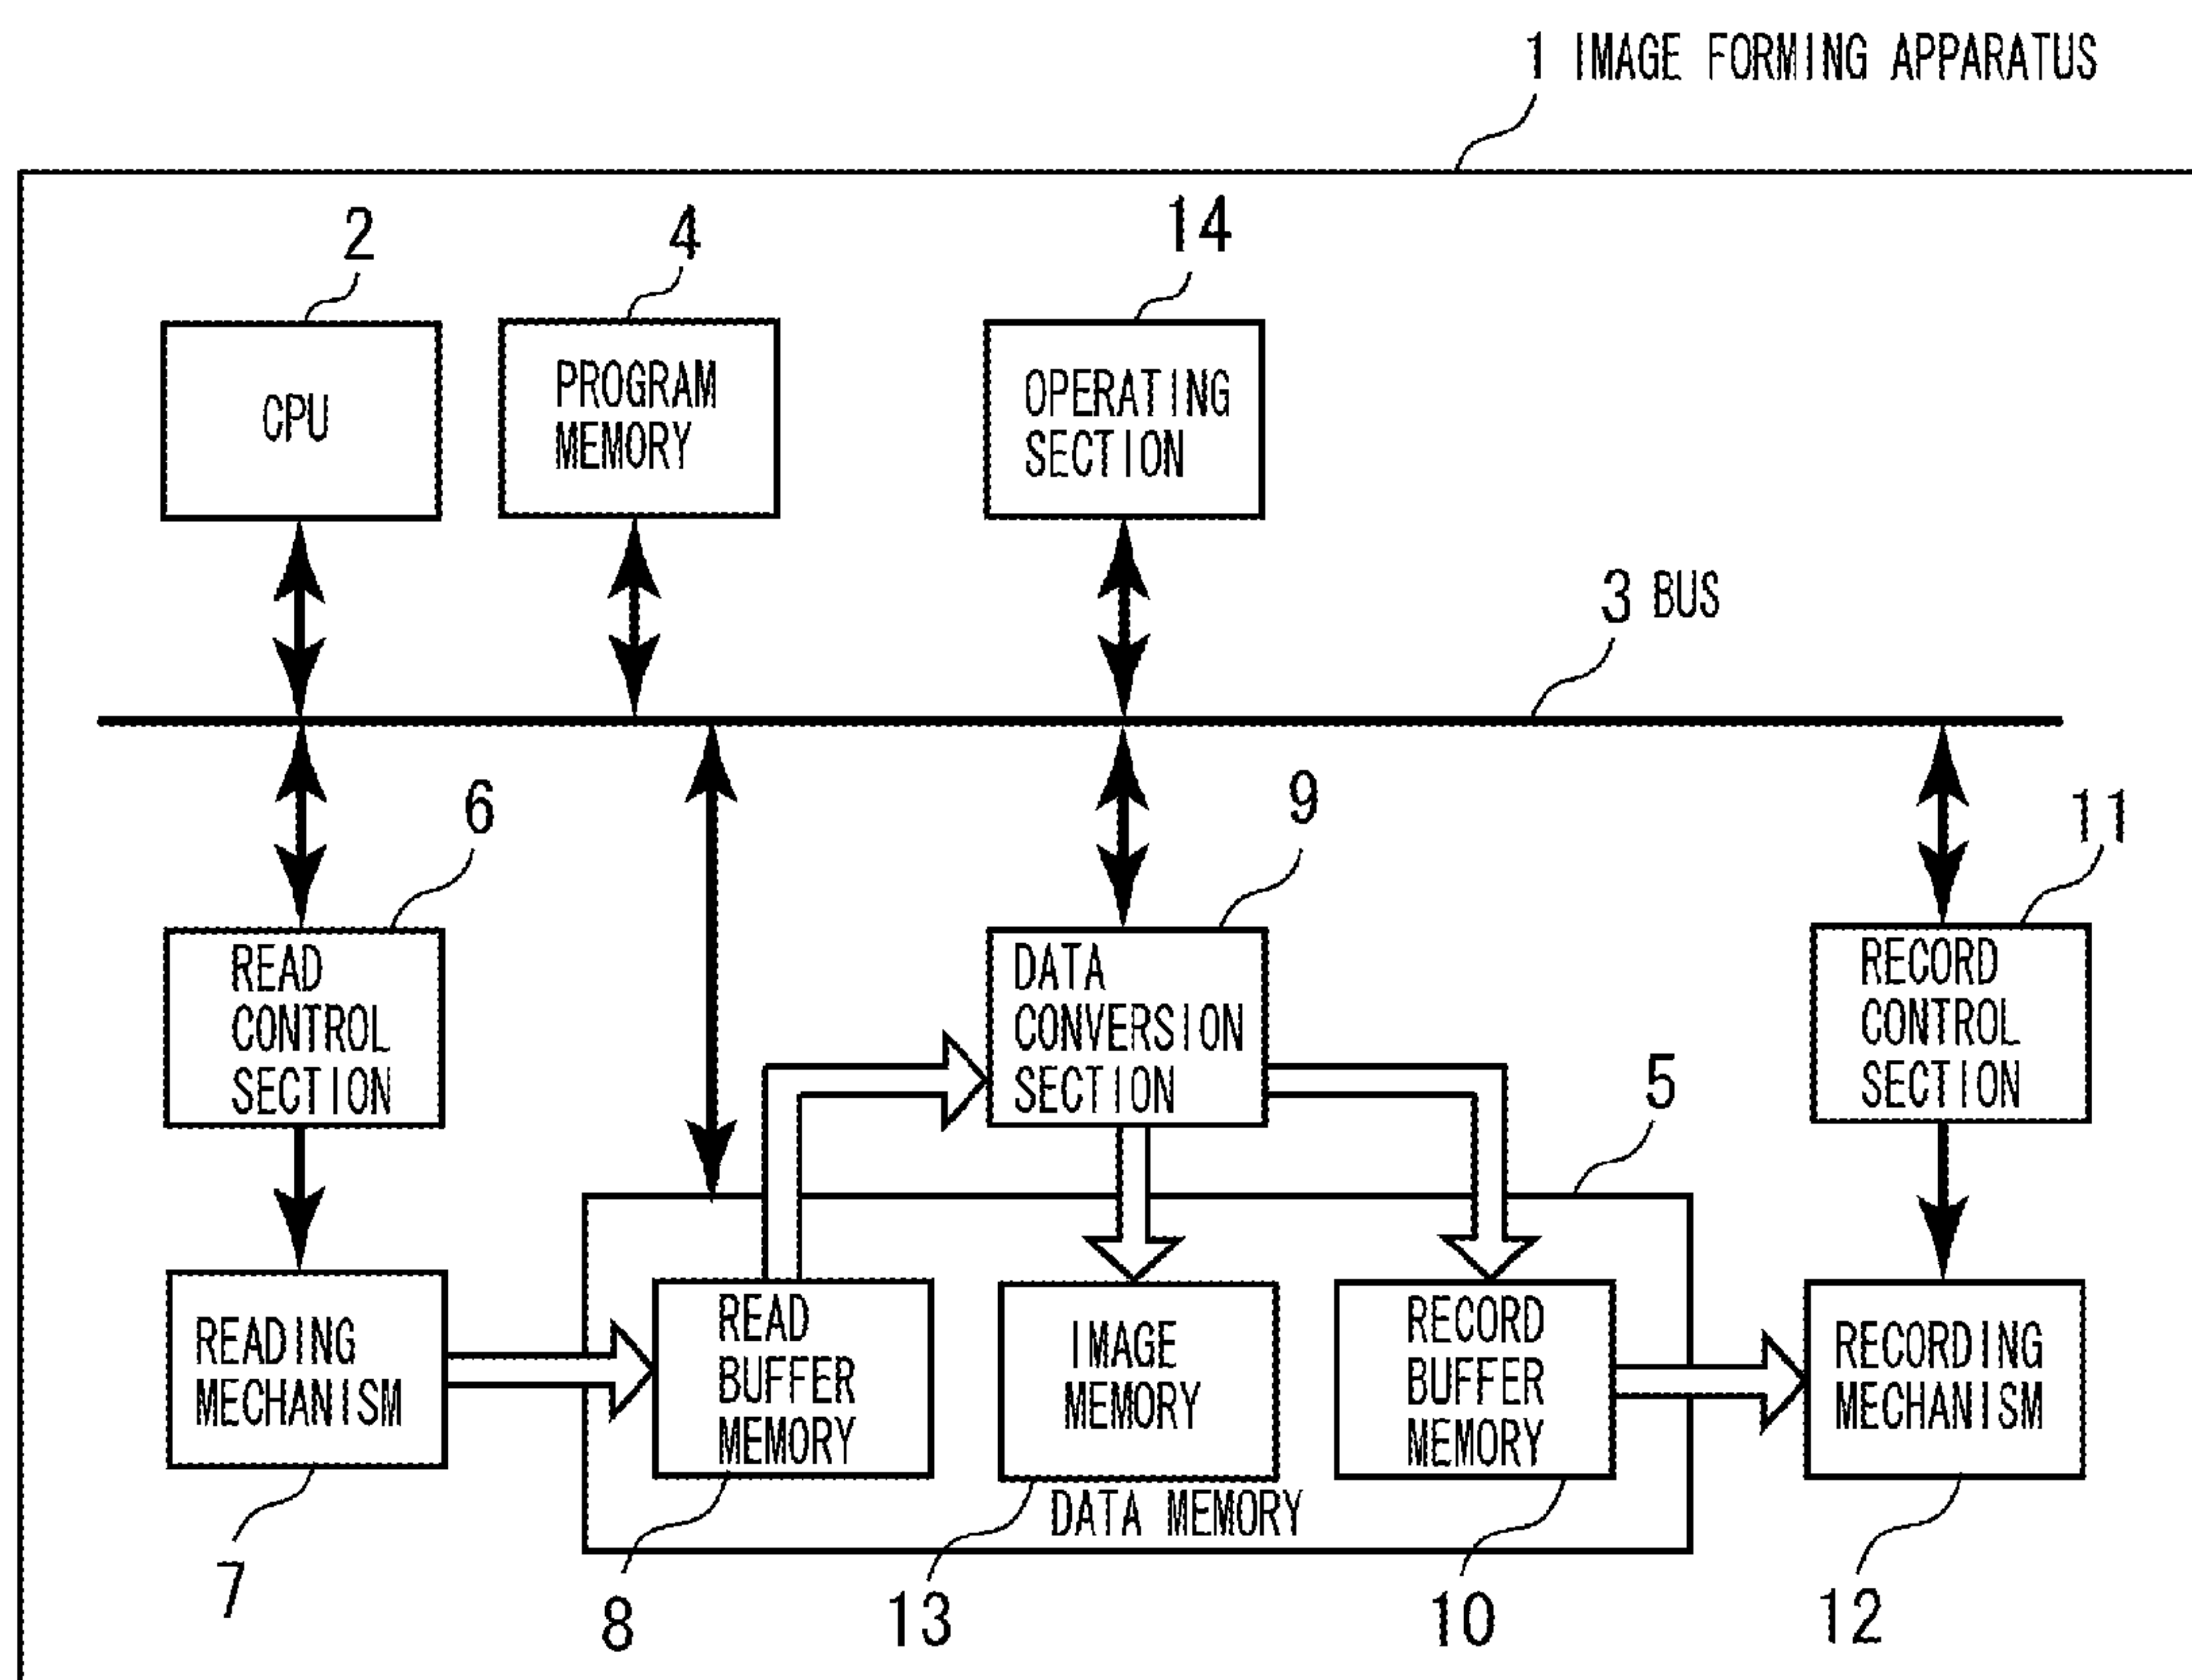 1 IMAGE FORMING APPARATUS
2
4
14
CPU
PROGRAM
MEMORY
OPERATING
SECTION
3 BUS
6
9
11
READ
CONTROL
SECTION
DATA
CONVERSION
SECTION
RECORD
CONTROL
SECTION
5
READING
MECHANISM
READ
BUFFER
MEMORY
IMAGE
MEMORY
RECORD
BUFFER
MEMORY
RECORDING
MECHANISM
DATA MEMORY
7
8
13
10
12